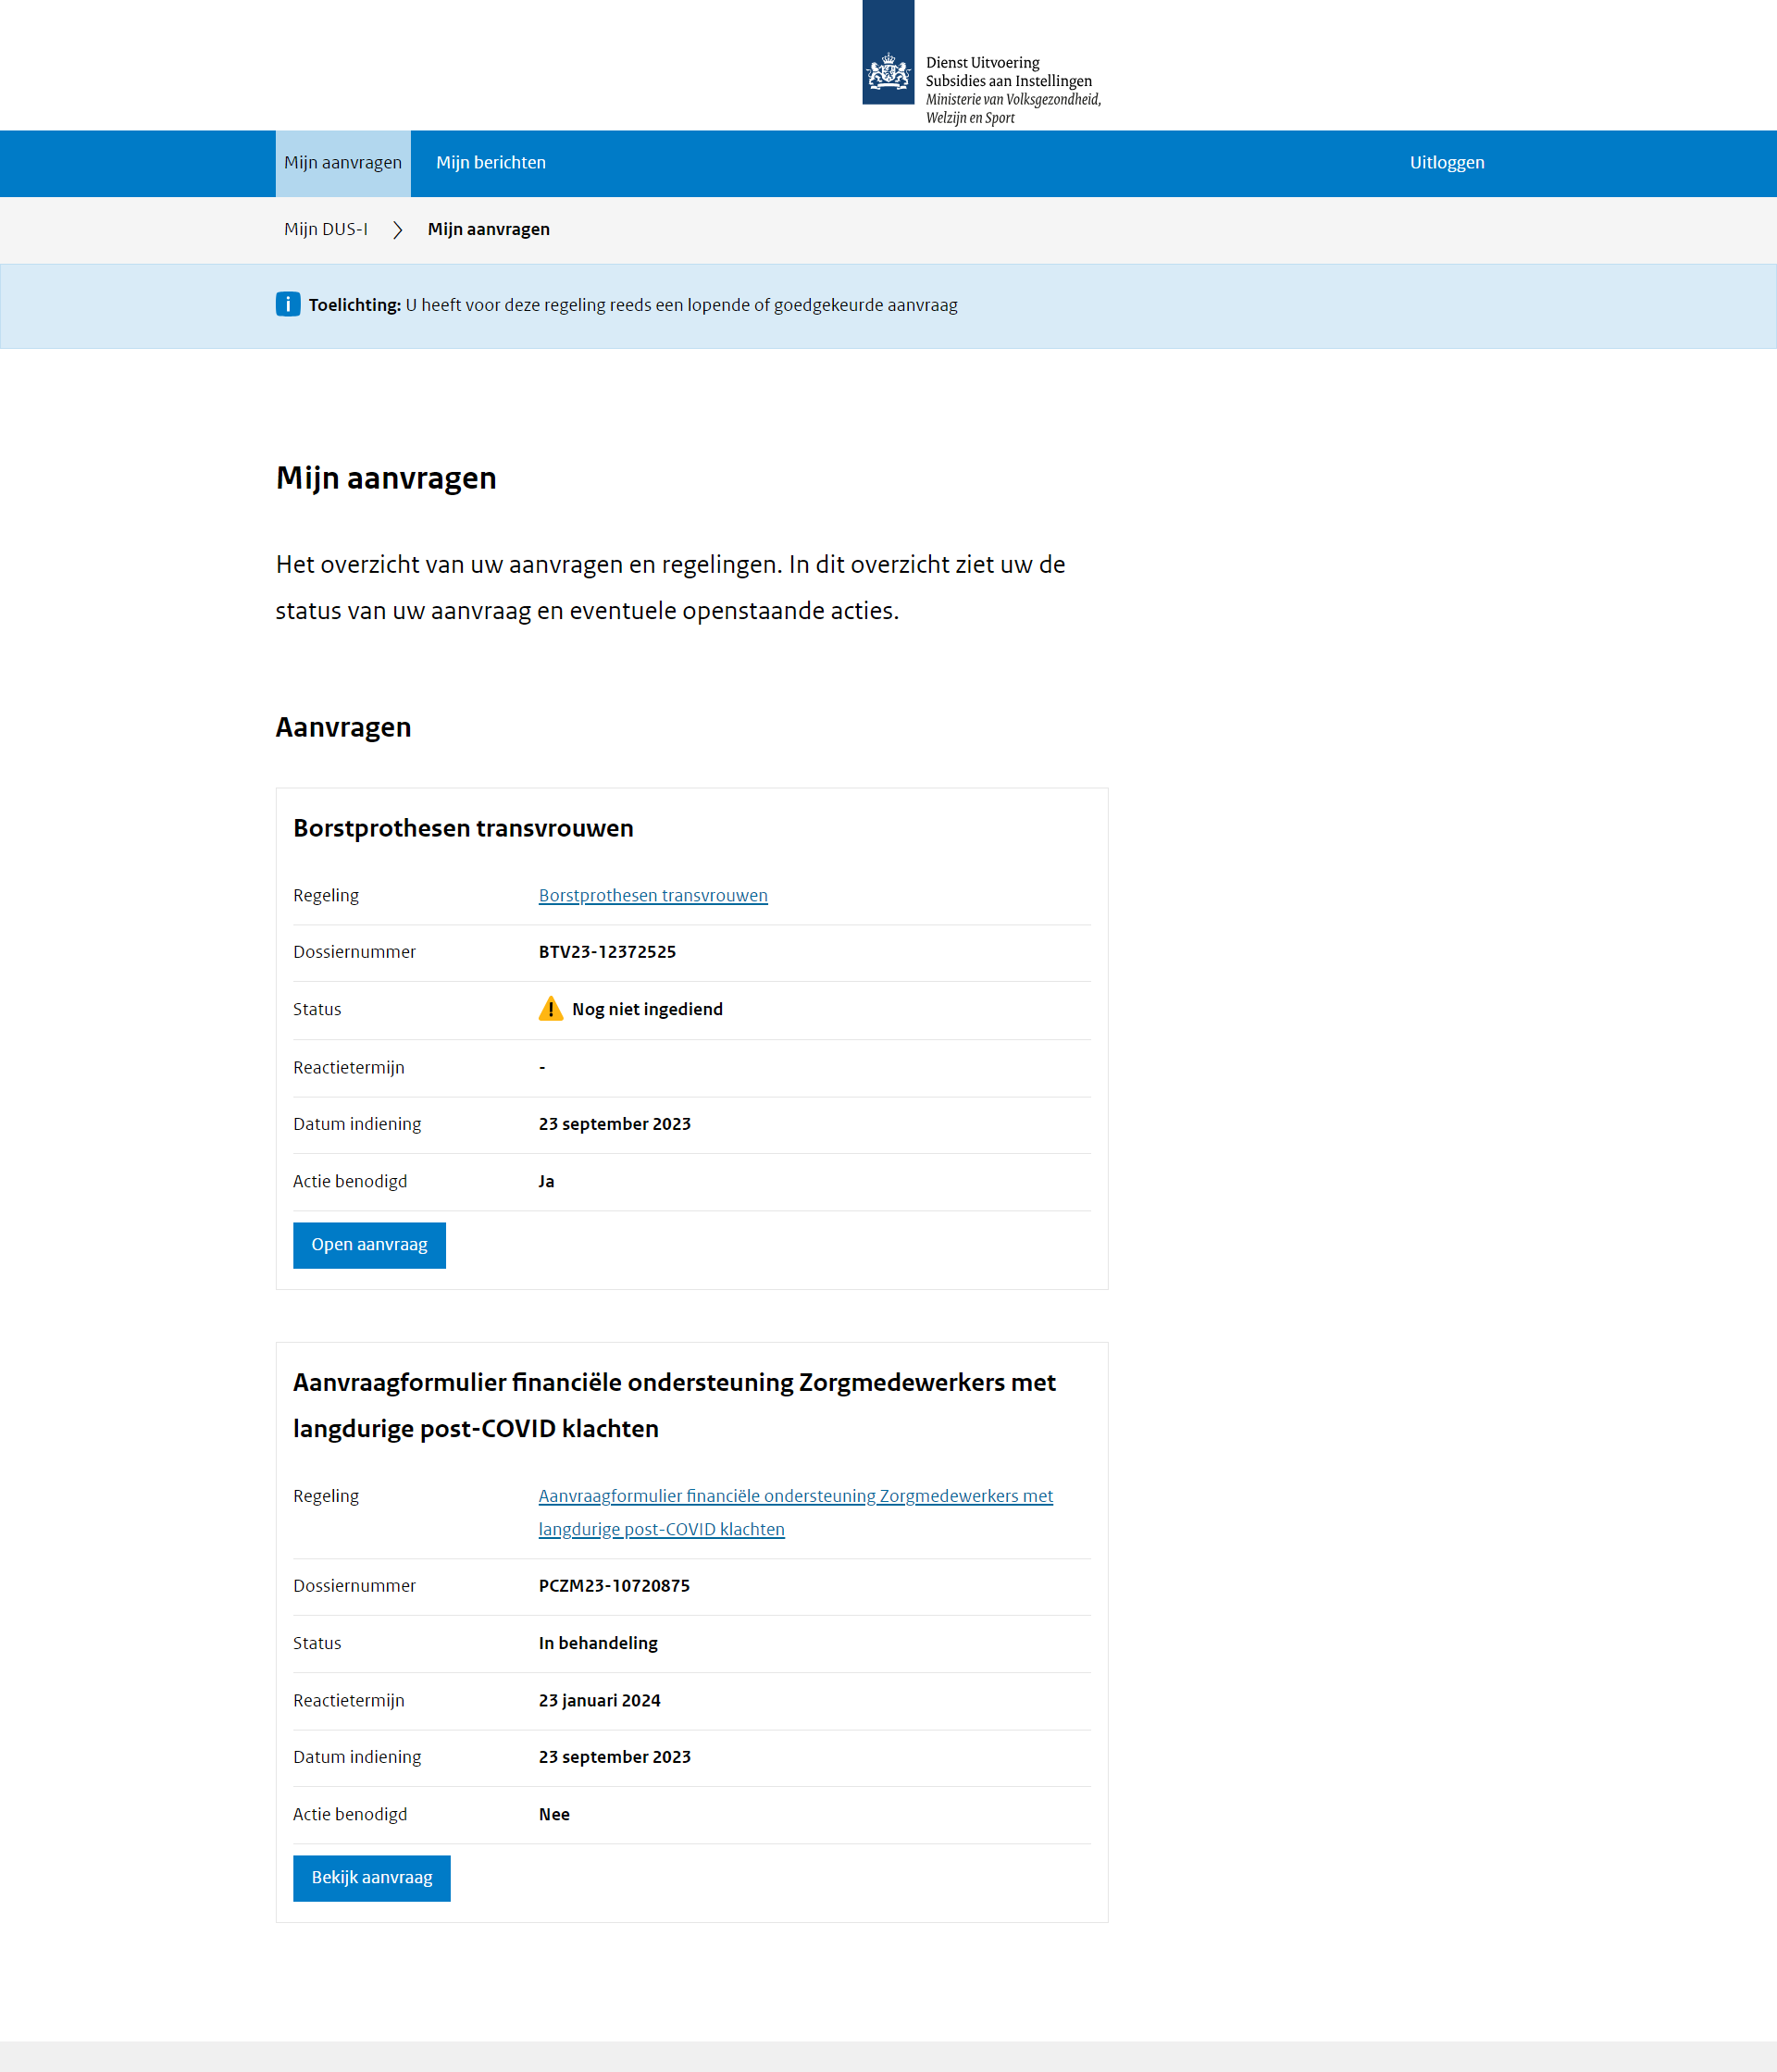 Dienst Uitvoering
Subsidies aan Instellingen
Ministerie van Volksgezondheid,
Welzijn en Sport
Mijn aanvragen Mijn berichten Uitloggen
Mijn DUS-I Mijn aanvragen
Toelichting: U heeft voor deze regeling reeds een lopende of goedgekeurde aanvraag
Mijn aanvragen
Het overzicht van uw aanvragen en regelingen. In dit overzicht ziet uw de
status van uw aanvraag en eventuele openstaande acties.
Aanvragen
Borstprothesen transvrouwen
Regeling Borstprothesen transvrouwen
Dossiernummer BTV23-12372525
Status Nog niet ingediend
Reactietermijn -
Datum indiening 23 september 2023
Actie benodigd Ja
Open aanvraag
Aanvraagformulier financiële ondersteuning Zorgmedewerkers met
langdurige post-COVID klachten
Regeling Aanvraagformulier financiële ondersteuning Zorgmedewerkers met
langdurige post-COVID klachten
Dossiernummer PCZM23-10720875
Status In behandeling
Reactietermijn 23 januari 2024
Datum indiening 23 september 2023
Actie benodigd Nee
Bekijk aanvraag